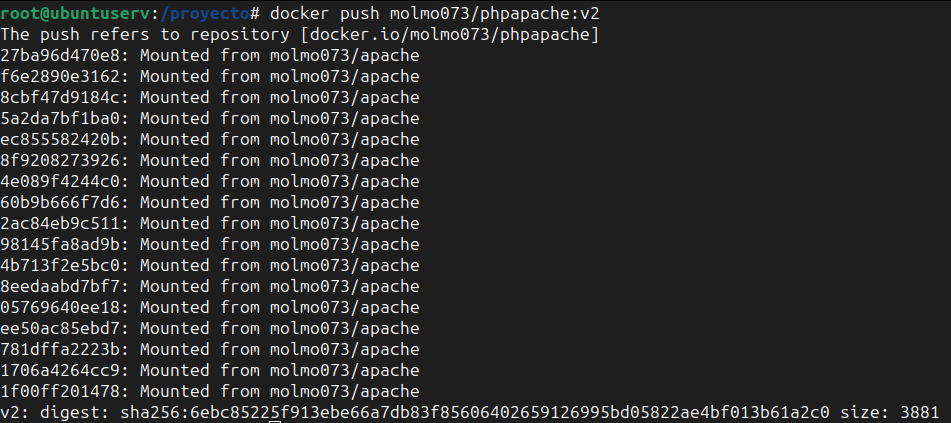 root@ubuntuserv:/proyecto# docker push molmo073/phpapache:v2
The push refers to repository [docker.io/molmo073/phpapache]
27ba96d470e8: Mounted from molmo073/apache
f6e2890e3162: Mounted from molmo073/apache
8cbf47d9184c: Mounted from molmo073/apache
5a2da7bf1ba0: Mounted from molmo073/apache
ec855582420b: Mounted from molmo073/apache
8f9208273926: Mounted from molmo073/apache
4e089f4244c0: Mounted from molmo073/apache
60b9b666f7d6: Mounted from molmo073/apache
2ac84eb9c511: Mounted from molmo073/apache
98145fa8ad9b: Mounted from molmo073/apache
4b713f2e5bc0: Mounted from molmo073/apache
8eedaabd7bf7: Mounted from molmo073/apache
05769640ee18: Mounted from molmo073/apache
ee50ac85ebd7: Mounted from molmo073/apache
781dffa2223b: Mounted from molmo073/apache
1706a4264cc9: Mounted from molmo073/apache
1f00ff201478: Mounted from molmo073/apache
v2: digest: sha256:6ebc85225f913ebe66a7db83f85606402659126995bd05822ae4bf013b61a2c0 size: 3881